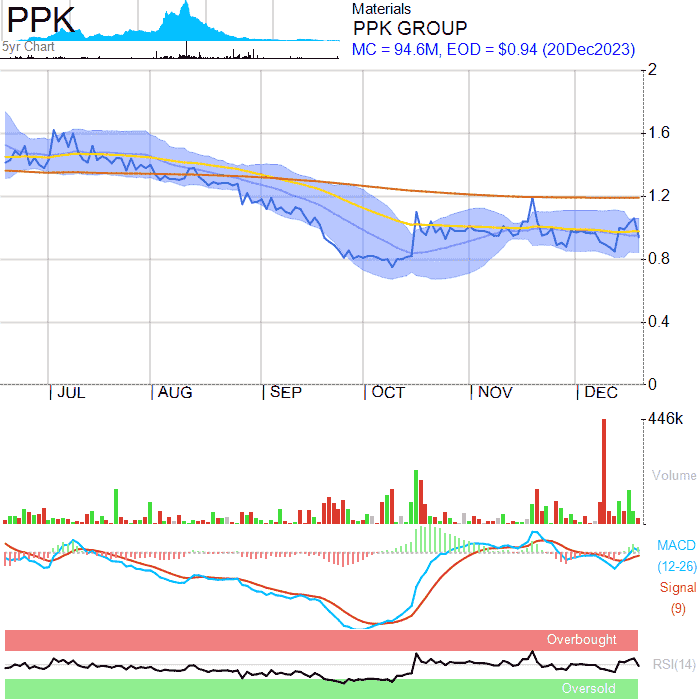 PPK
5yr Chart
Materials
PPK GROUP
MC = 94.6M, EOD = $0.94 (20Dec2023)
2
1.6
1.2
0.8
0.4
0
JUL
AUG
SEP
OCT
NOV
DEC
446k
Volume
MACD
(12-26)
Signal
(9)
Overbought
RSI(14)
Oversold